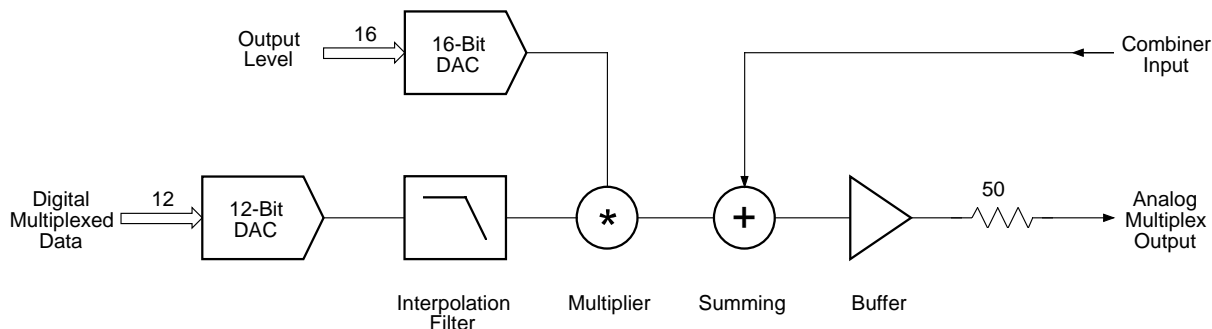 Output
Level
16
16-Bit
DAC
Combiner
Input
Digital
Multiplexed
Data
12
12-Bit
DAC
*
+
50
Analog
Multiplex
Output
Interpolation
Filter
Multiplier
Summing
Buffer